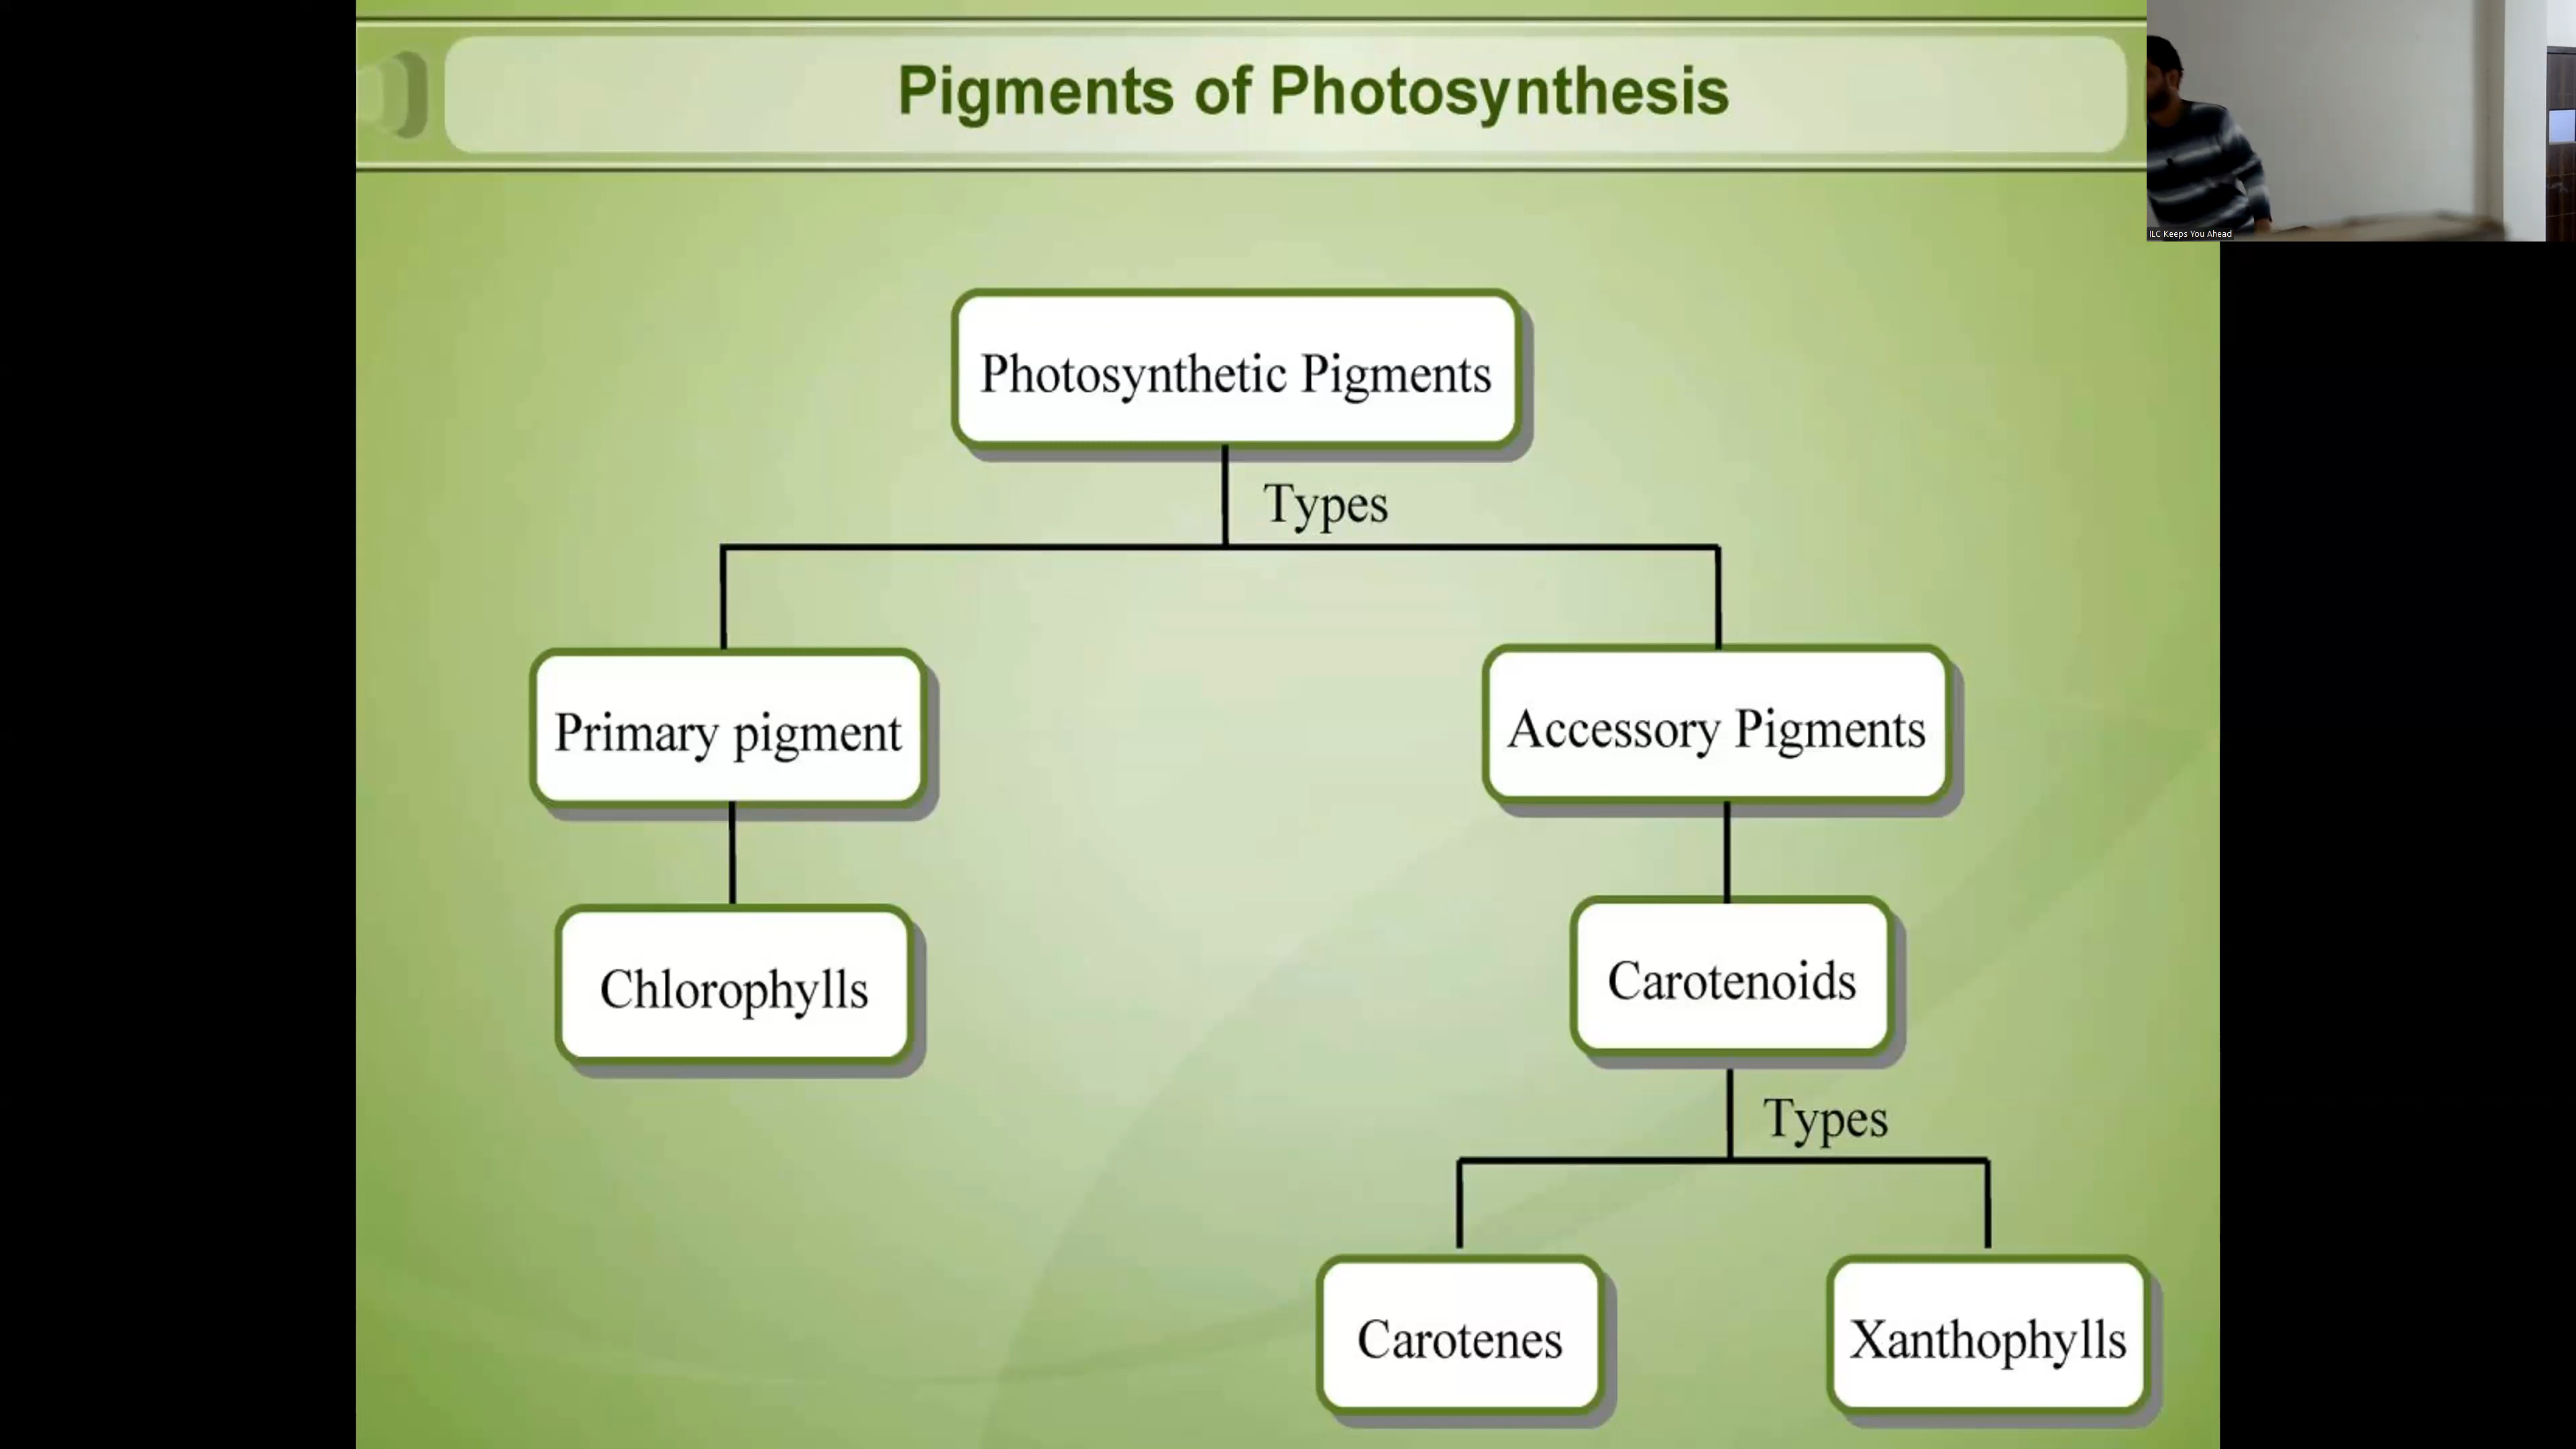 Pigments of Photosynthesis
ILC Keeps You Ahead
Photosynthetic Pigments
Types
Primary pigment
Accessory Pigments
Chlorophylls
Carotenoids
Types
Carotenes
Xanthophylls